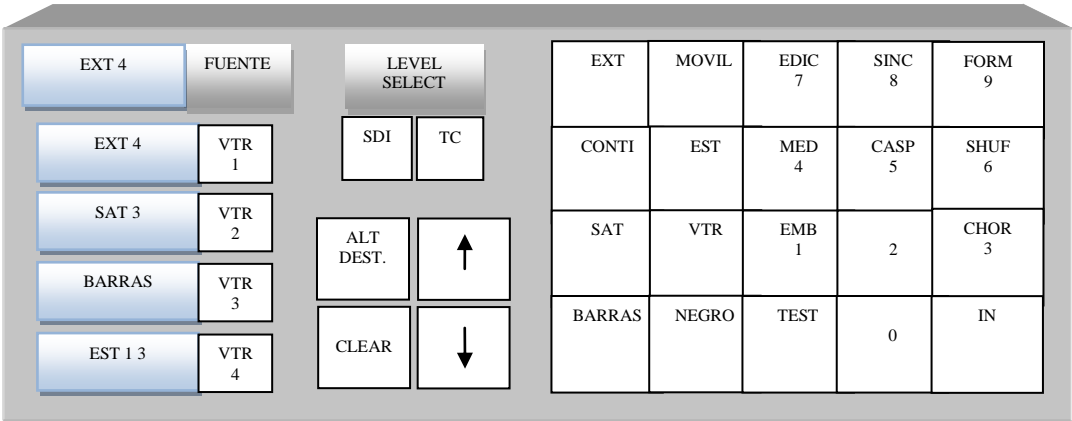 EXT 4
FUENTE
EXT 4
VTR
1
SAT 3
VTR
2
BARRAS
VTR
3
EST 1 3
VTR
4
LEVEL
SELECT
SDI
TC
ALT
DEST.
CLEAR
EXT
MOVIL
EDIC
7
SINC
8
FORM
9
CONTI
EST
MED
4
CASP
5
SHUF
6
SAT
VTR
EMB
1
2
CHOR
3
BARRAS
NEGRO
TEST
0
IN